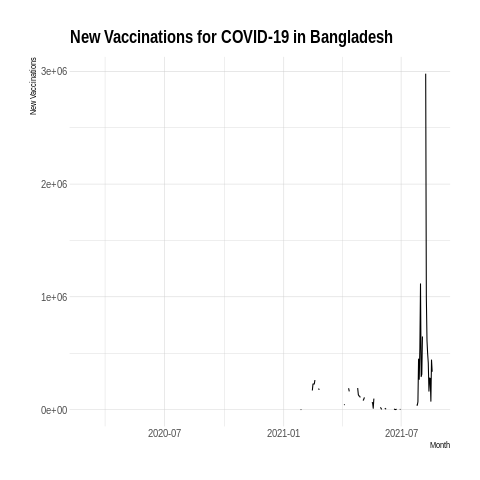 New Vaccinations for COVID-19 in Bangladesh
New Vaccinations
3e+06
2e+06
1e+06
0e+00
2020-07
2021-01
2021-07
Month